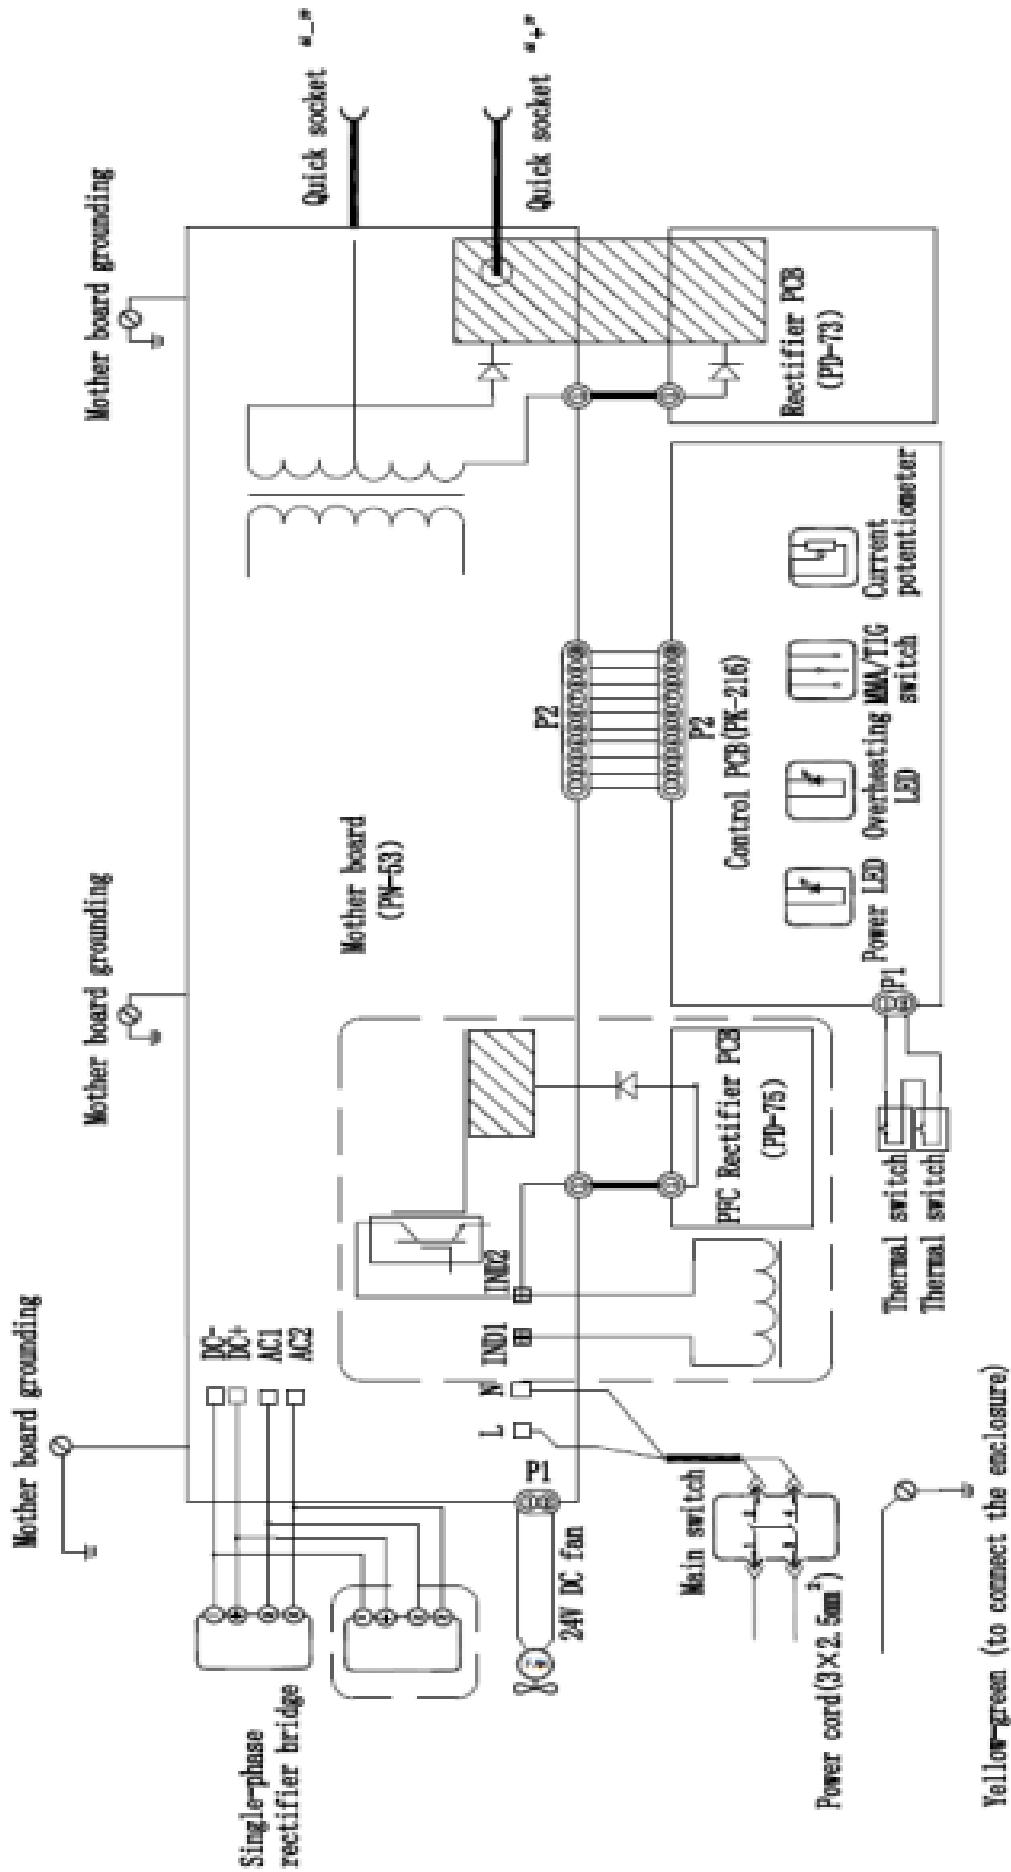 Mother board grounding
Mother board grounding
Mother board grounding
Quick socket "-"
Quick socket "+"
DC-
DC+
AC1
AC2
Single-phase
rectifier bridge
Mother board
(PN-53)
L
N
IND1
IND2
P1
24V DC fan
P2
P2
PFC Rectifier PCB
(PD-75)
Control PCB(PK-216)
Rectifier PCB
(PD-73)
Power LED
Overheating
LED
MMA/TIG
switch
Current
potentiometer
P1
Thermal switch
Thermal switch
Main switch
Power cord(3×2.5mm²)
Yellow-green (to connect the enclosure)